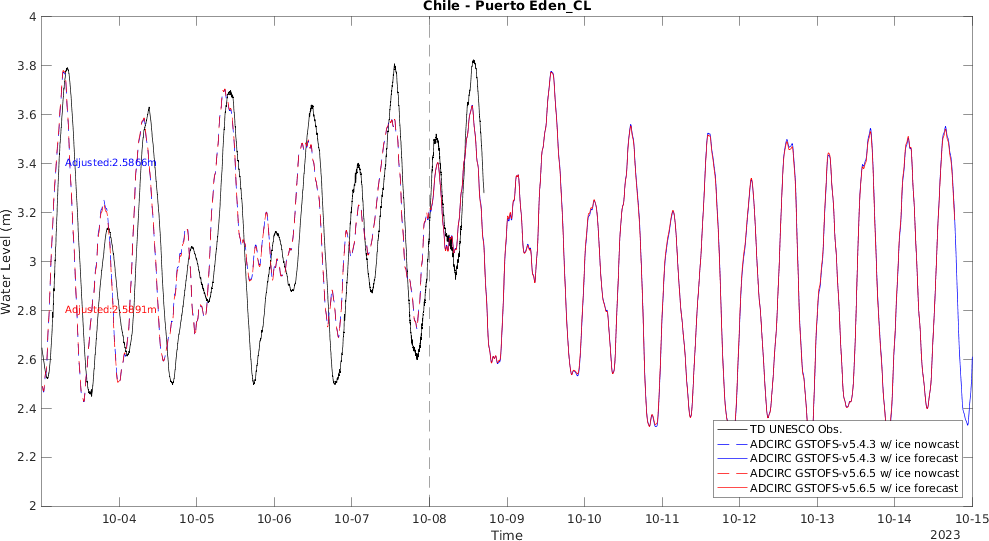 Chile - Puerto Eden_CL
4
3.8
3.6
3.4
3.2
3
2.8
2.6
2.4
2.2
2
Water Level (m)
Adjusted:2.5866m
Adjusted:2.5891m
TD UNESCO Obs.
ADCIRC GSTOFS-v5.4.3 w/ ice nowcast
ADCIRC GSTOFS-v5.4.3 w/ ice forecast
ADCIRC GSTOFS-v5.6.5 w/ ice nowcast
ADCIRC GSTOFS-v5.6.5 w/ ice forecast
10-04 10-05 10-06 10-07 10-08 10-09 10-10 10-11 10-12 10-13 10-14 10-15
Time
2023